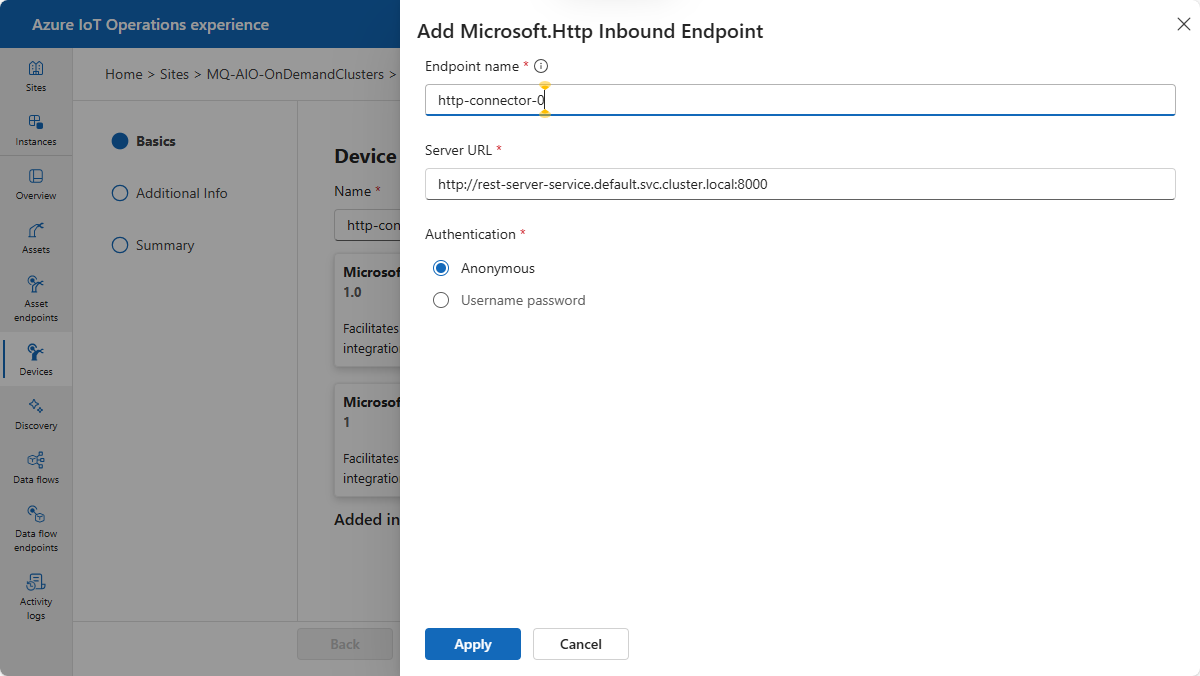 Azure IoT Operations experience
Sites
Instances
Overview
Assets
Asset
endpoints
Devices
Discovery
Data flows
Data flow
endpoints
Activity
logs
Home > Sites > MQ-AIO-OnDemandClusters >
Basics
Additional Info
Summary
Device
Name *
http-con
Microsof
1.0
Facilitates
integratio
Microsof
1
Facilitates
integratio
Added in
Back
Add Microsoft.Http Inbound Endpoint
Endpoint name *
http-connector-0
Server URL *
http://rest-server-service.default.svc.cluster.local:8000
Authentication *
Anonymous
Username password
Apply
Cancel